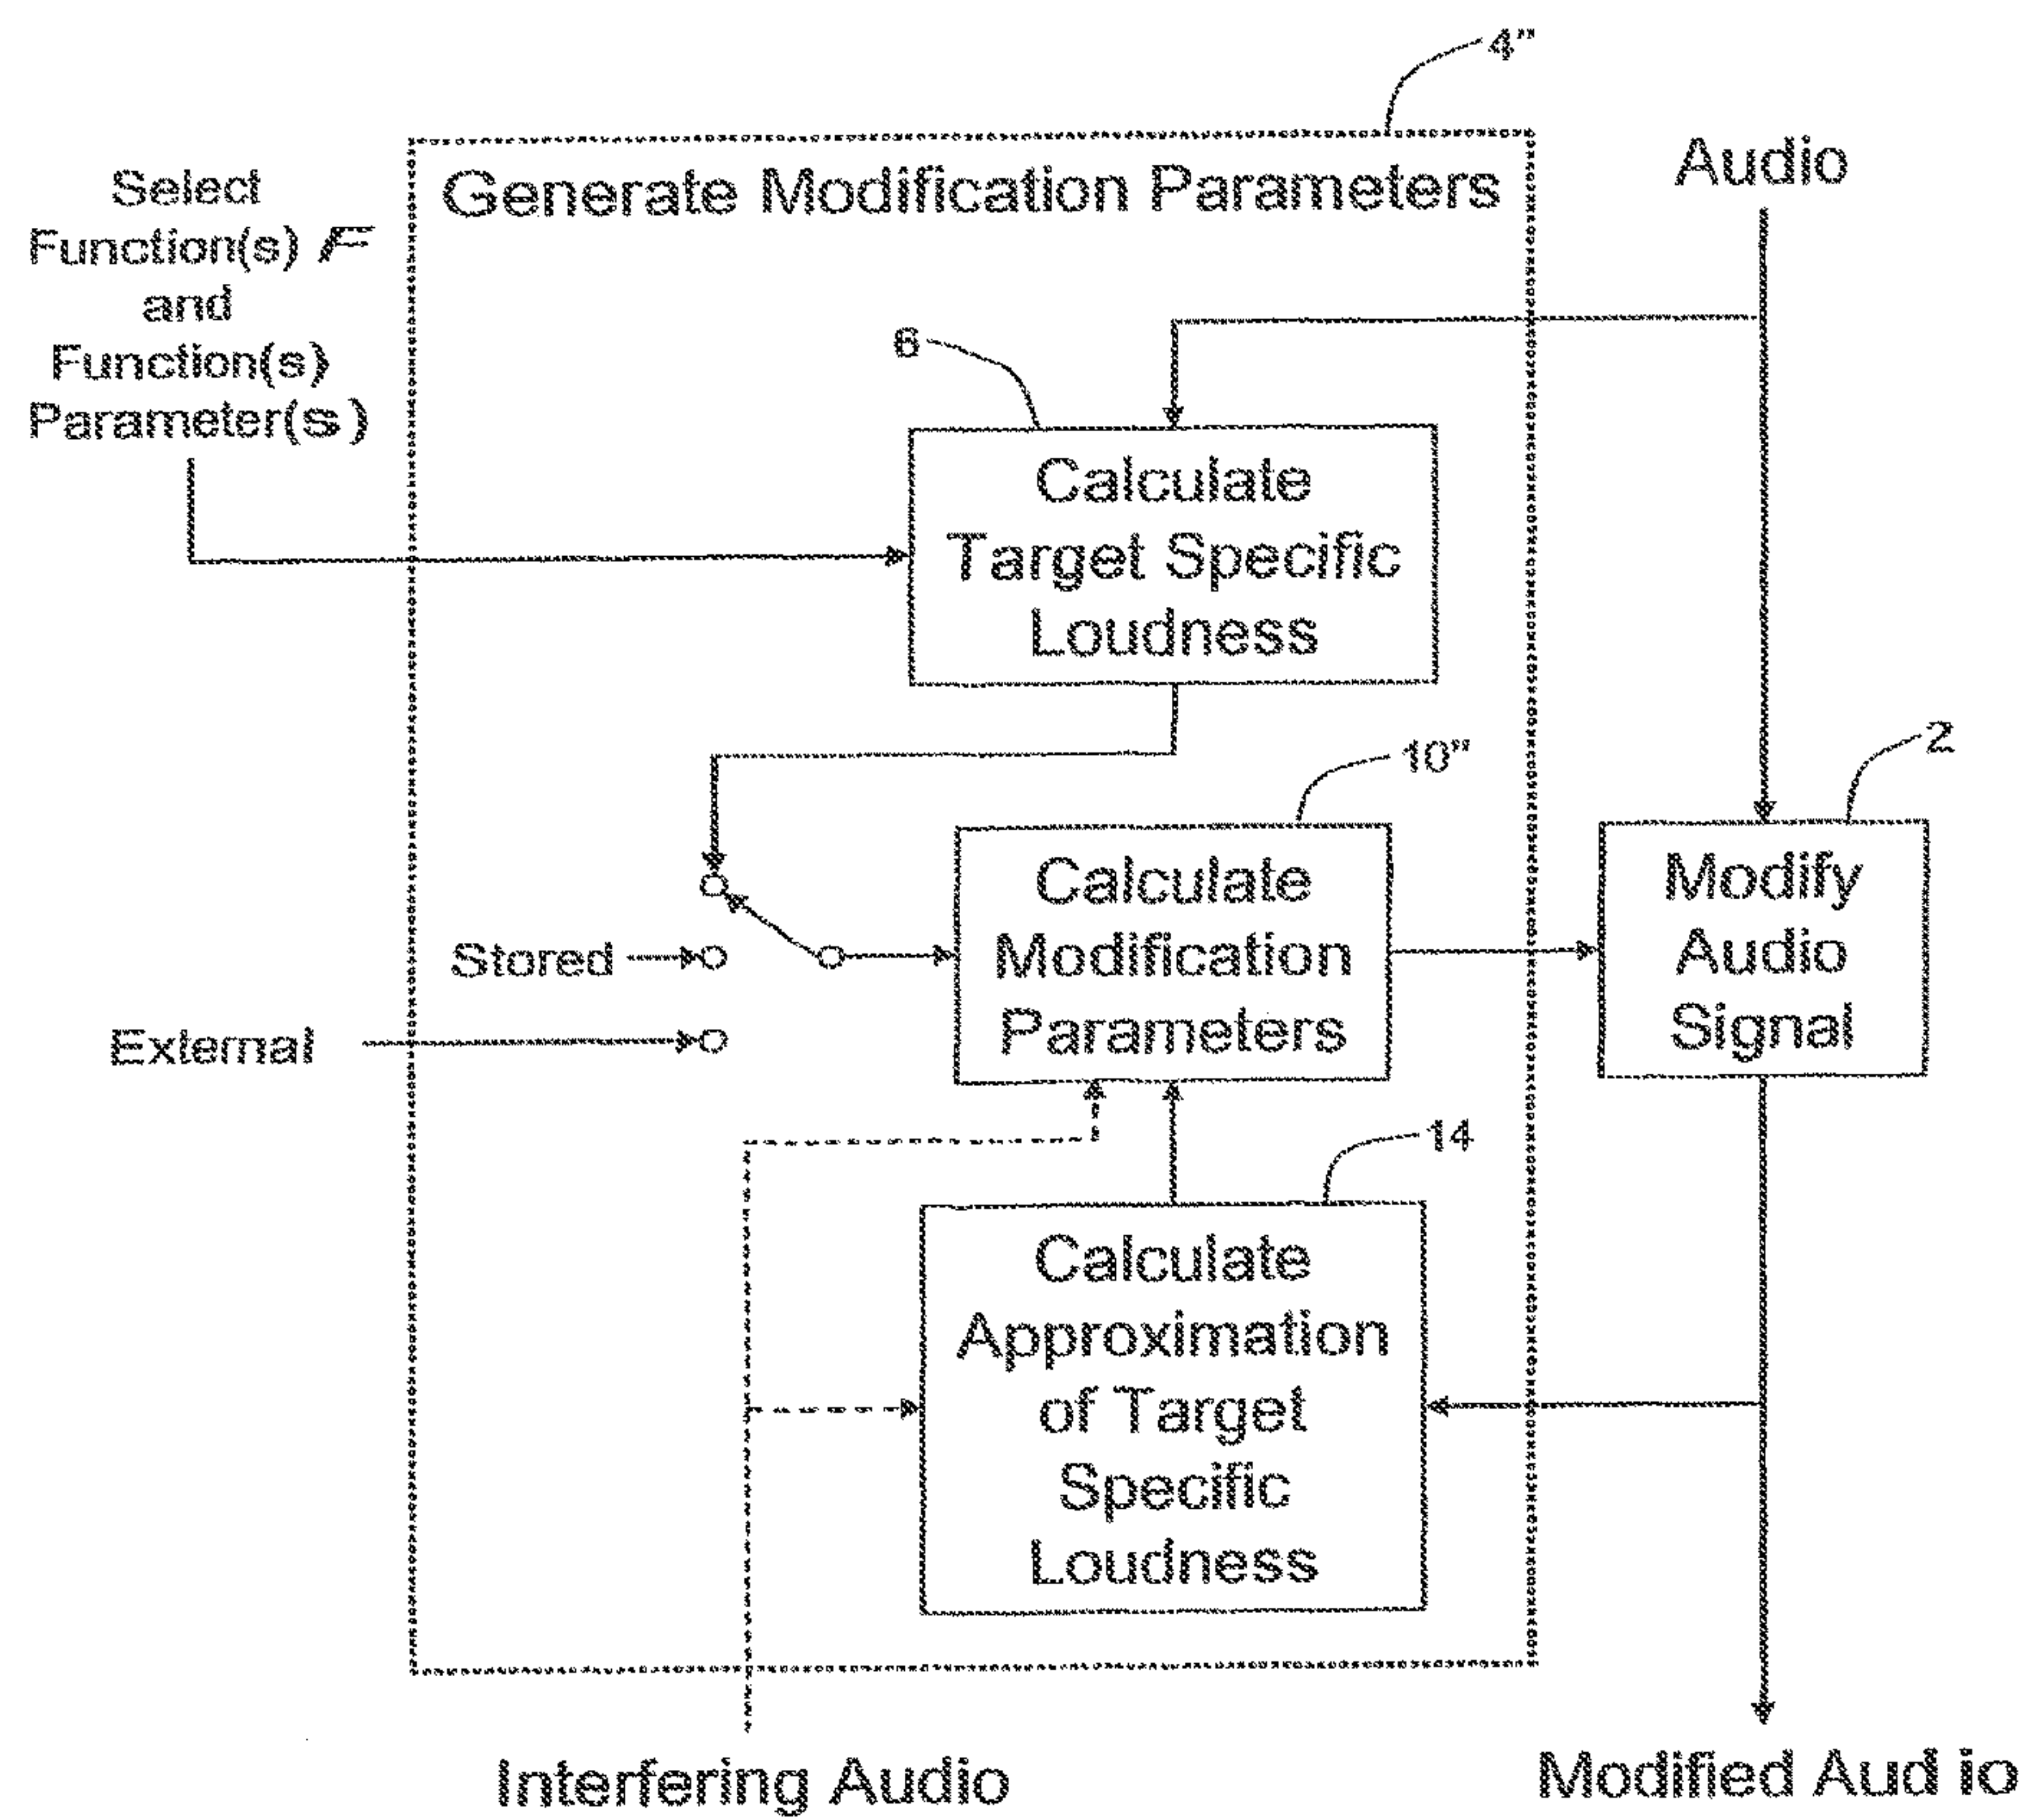 4"
Select
Function(s) F
and
Function(s)
Parameter(s)
Generate Modification Parameters
Audio
6
Calculate
Target Specific
Loudness
10"
2
Calculate
Modification
Parameters
Modify
Audio
Signal
Stored
External
14
Calculate
Approximation
of Target
Specific
Loudness
Interfering Audio
Modified Aud io